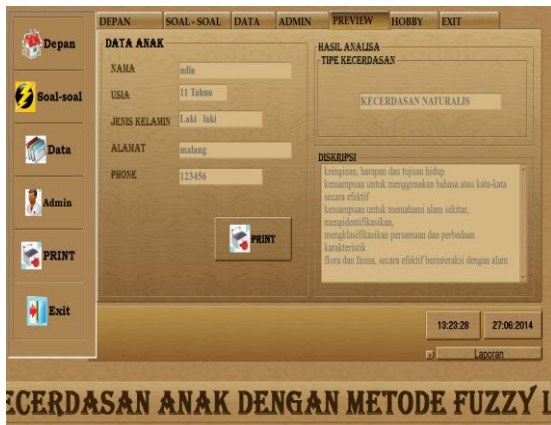 DEPAN SOAL - SOAL DATA ADMIN PREVIEW HOBBY EXIT
Depan
Soal-soal
Data
Admin
PRINT
Exit
DATA ANAK
NAMA udin
USIA 11 Tahun
JENIS KELAMIN Laki - laki
ALAMAT malang
PHONE 123456
PRINT
HASIL ANALISA
TIPE KECERDASAN
KECERDASAN NATURALIS
DISKRIPSI
keinginan, harapan dan tujuan hidup
kemampuan untuk menggunakan bahasa atau kata-kata
secara efektif
kemampuan untuk memahami alam sekitar,
mengidentifikasikan,
mengklasifikasikan persamaan dan perbedaan
karakteristik
flora dan fauna, secara efektif berinteraksi dengan alam
13:23:28 27:06:2014
Laporan
ECERDASAN ANAK DENGAN METODE FUZZY L